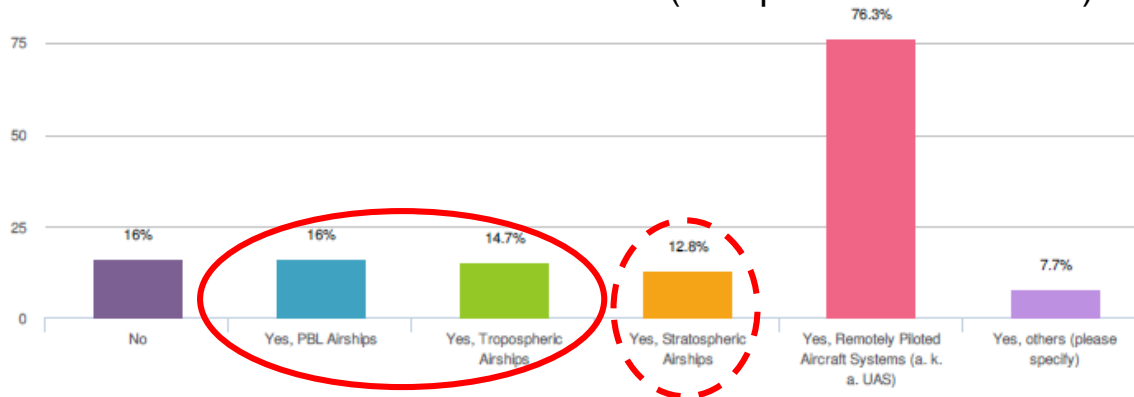 76.3%
75
50
25
16%
16%
14.7%
12.8%
7.7%
0
No
Yes, PBL Airships
Yes, Tropospheric
Airships
Yes, Stratospheric
Airships
Yes, Remotely Piloted
Aircraft Systems (a. k.
a. UAS)
Yes, others (please
specify)